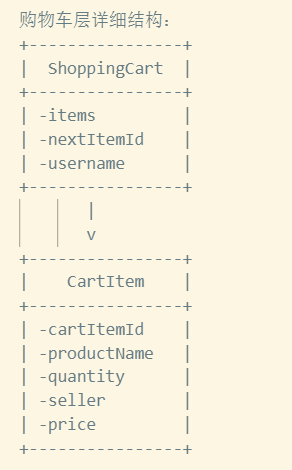 购物车层详细结构:
+---------------+
|  ShoppingCart  |
+---------------+
| -items         |
| -nextItemId    |
| -username      |
+---------------+
        |
        v
+---------------+
|    CartItem    |
+---------------+
| -cartItemId    |
| -productName   |
| -quantity      |
| -seller        |
| -price         |
+---------------+